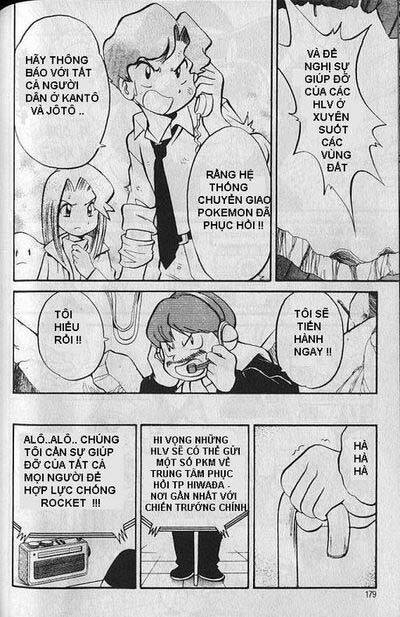 VÀ ĐỀ
NGHỊ SỰ
GIÚP ĐỠ
CỦA CÁC
HLV Ở
XUYÊN
SUỐT
CÁC
VÙNG
ĐẤT
HÃY THÔNG
BÁO VỚI TẤT
CẢ NGƯỜI
DÂN Ở KANTÔ
VÀ JÔTÔ ..
RẰNG HỆ
THỐNG
CHUYỂN GIAO
POKEMON ĐÃ
PHỤC HỒI !!
TÔI SẼ
TIẾN
HÀNH
NGAY !!
TÔI
HIỂU
RỒI !!
HÀ
HÀ
HÀ
HI VỌNG NHỮNG
HLV SẼ CÓ THỂ GỬI
MỘT SỐ PKM VỀ
TRUNG TÂM PHỤC
HỒI TP HIWAĐA -
NƠI GẦN NHẤT VỚI
CHIẾN TRƯỚNG CHÍNH
ALÔ..ALÔ.. CHÚNG
TÔI CẦN SỰ GIÚP
ĐỠ CỦA TẤT CẢ
MỌI NGƯỜI ĐỂ
HỢP LỰC CHỐNG
ROCKET !!!
179